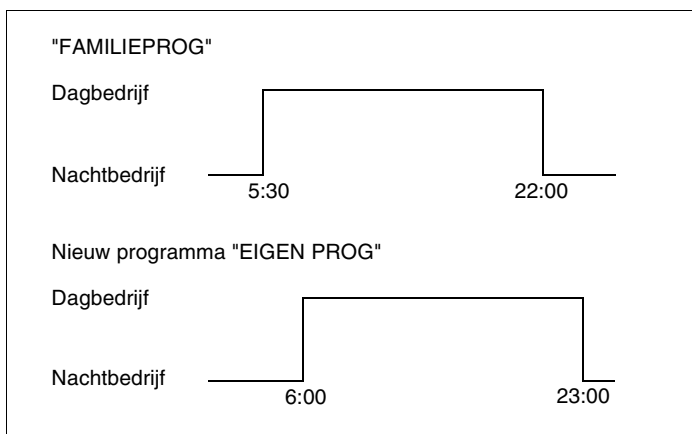 "FAMILIEPROG"
Dagbedrijf
Nachtbedrijf
5:30 22:00
Nieuw programma "EIGEN PROG"
Dagbedrijf
Nachtbedrijf
6:00 23:00